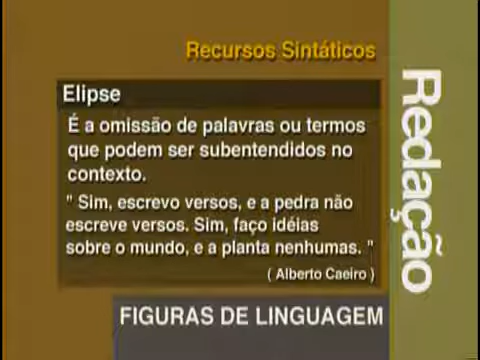 Recursos Sintáticos
Elipse
É a omissão de palavras ou termos
que podem ser subentendidos no
contexto.
" Sim, escrevo versos, e a pedra não
escreve versos. Sim, faço idéias
sobre o mundo, e a planta nenhumas. "
( Alberto Caeiro )
FIGURAS DE LINGUAGEM
Redação